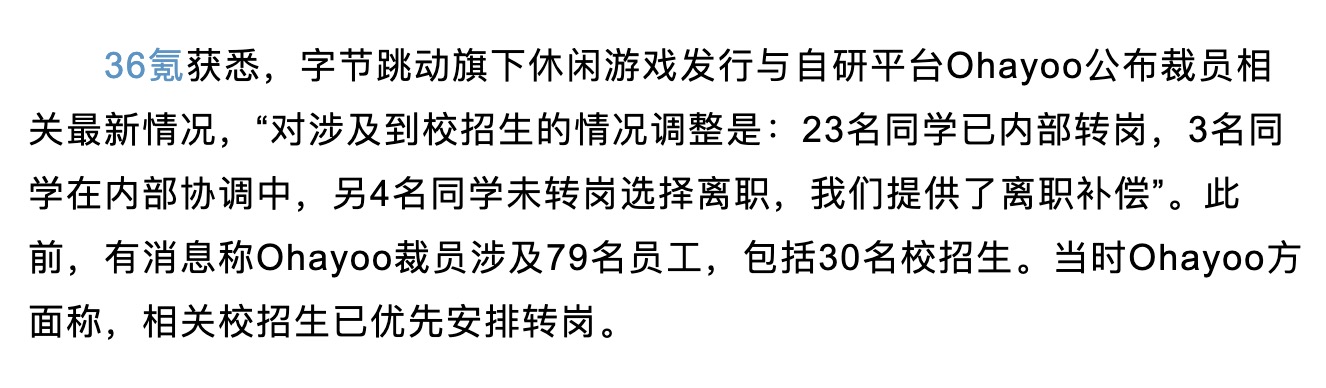 36氪获悉，字节跳动旗下休闲游戏发行与自研平台Ohayoo公布裁员相
关最新情况，“对涉及到校招生的情况调整是：23名同学已内部转岗，3名同
学在内部协调中，另4名同学未转岗选择离职，我们提供了离职补偿”。此
前，有消息称Ohayoo裁员涉及79名员工，包括30名校招生。当时Ohayoo方
面称，相关校招生已优先安排转岗。